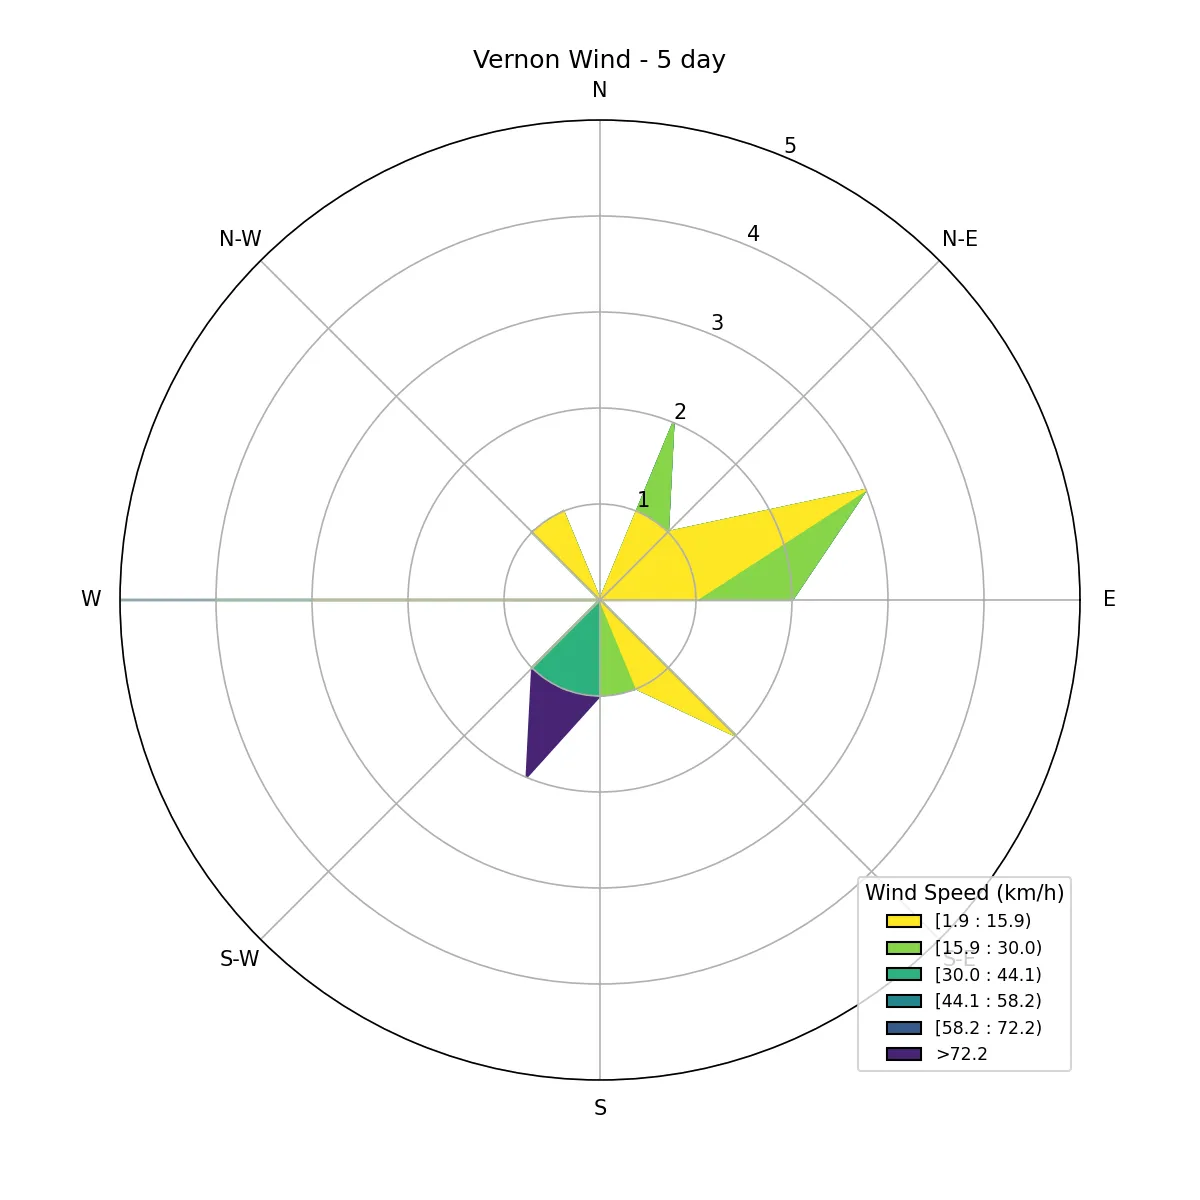 Vernon Wind - 5 day
N
5
N-W
N-E
4
3
2
1
W
E
S-W
S-E
S
Wind Speed (km/h)
[1.9 : 15.9)
[15.9 : 30.0)
[30.0 : 44.1)
[44.1 : 58.2)
[58.2 : 72.2)
>72.2